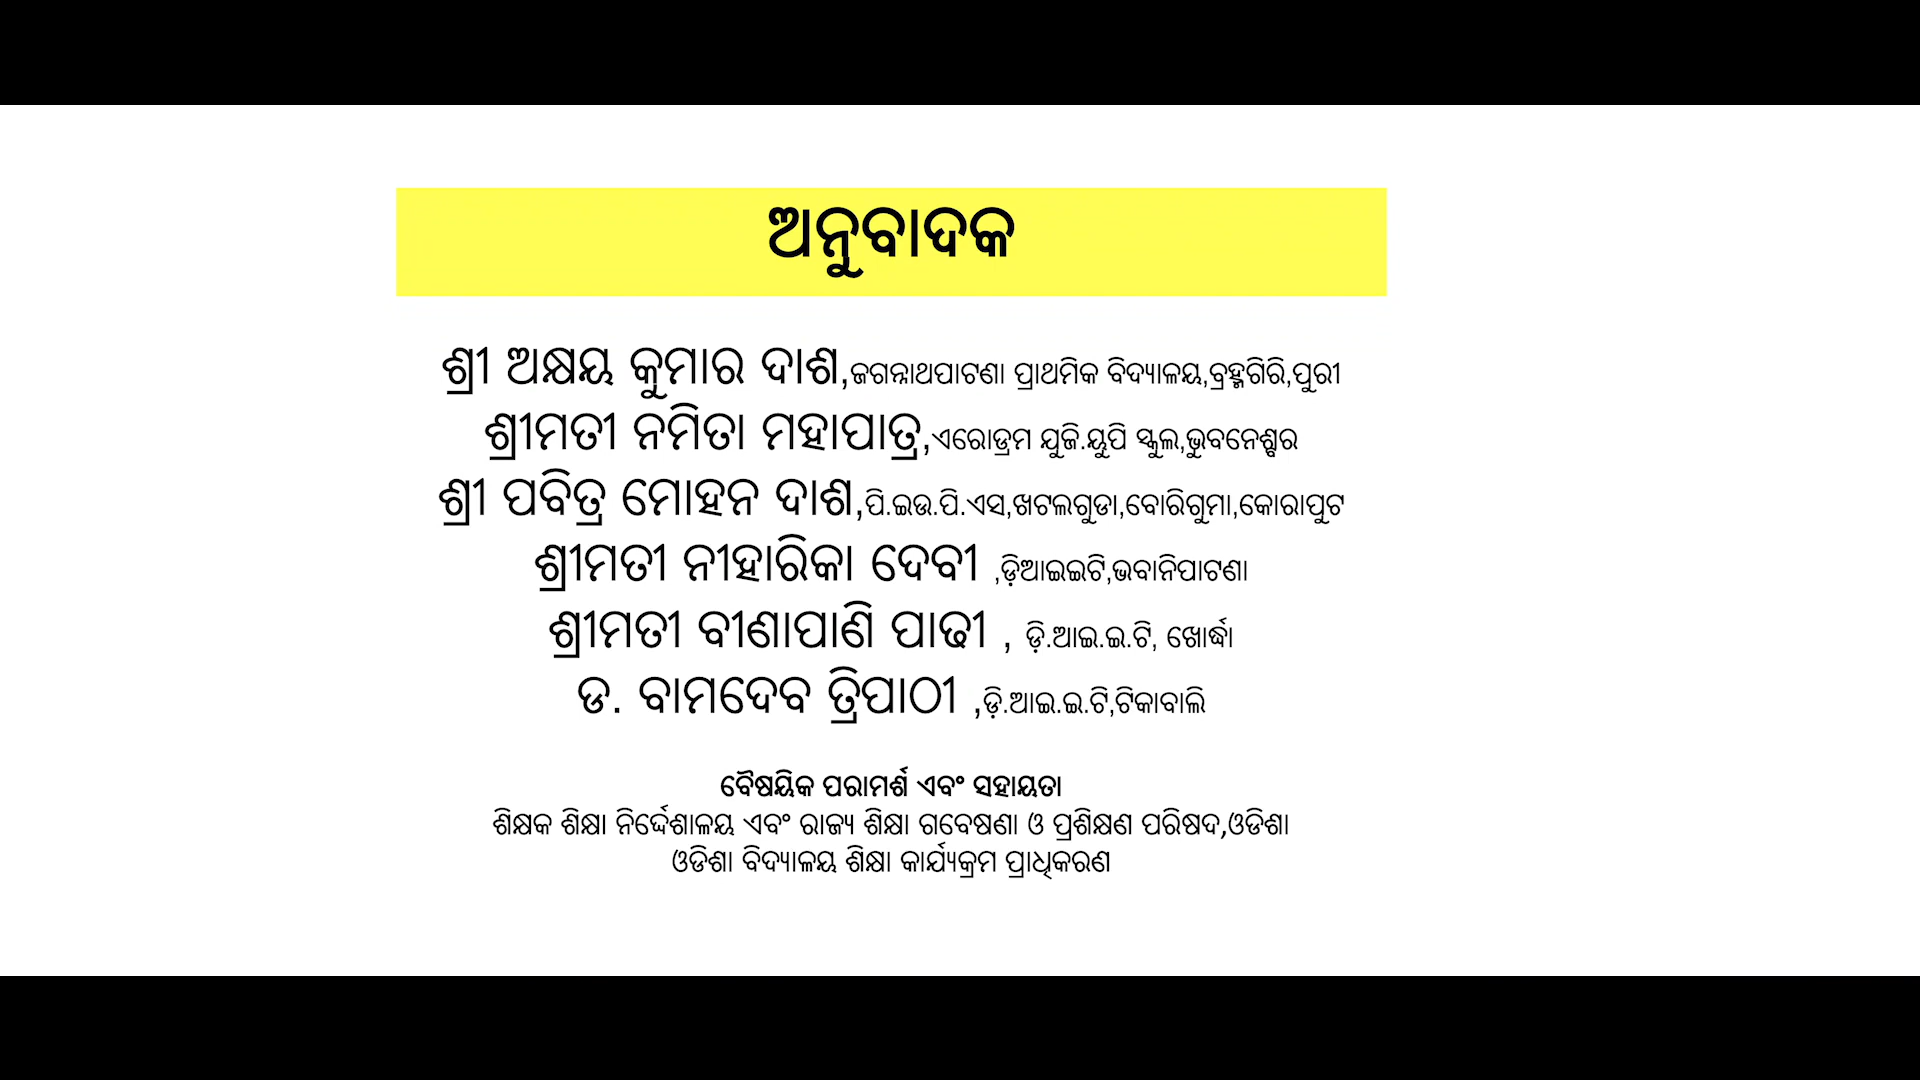 ଅନୁବାଦକ
ଶ୍ରୀ ଅକ୍ଷୟ କୁମାର ଦାଶ,ଜଗନ୍ନାଥପାଟଣା ପ୍ରାଥମିକ ବିଦ୍ୟାଳୟ,ବ୍ରହ୍ମଗିରି,ପୁରୀ
ଶ୍ରୀମତୀ ନମିତା ମହାପାତ୍ର,ଏରୋଡ୍ରମ ଯୁଜି.ୟୁପି ସ୍କୁଲ,ଭୁବନେଶ୍ବର
ଶ୍ରୀ ପବିତ୍ର ମୋହନ ଦାଶ,ପି.ଇଉ.ପି.ଏସ,ଖଟଲଗୁଡା,ବୋରିଗୁମା,କୋରାପୁଟ
ଶ୍ରୀମତୀ ନୀହାରିକା ଦେବୀ ,ଡ଼ିଆଇଇଟି,ଭବାନିପାଟଣା
ଶ୍ରୀମତୀ ବୀଣାପାଣି ପାଢୀ , ଡ଼ି.ଆଇ.ଇ.ଟି, ଖୋର୍ଦ୍ଧା
ଡ. ବାମଦେବ ତ୍ରିପାଠୀ ,ଡ଼ି.ଆଇ.ଇ.ଟି,ଟିକାବାଲି
ବୈଷୟିକ ପରାମର୍ଶ ଏବଂ ସହାୟତା
ଶିକ୍ଷକ ଶିକ୍ଷା ନିର୍ଦ୍ଦେଶାଳୟ ଏବଂ ରାଜ୍ୟ ଶିକ୍ଷା ଗବେଷଣା ଓ ପ୍ରଶିକ୍ଷଣ ପରିଷଦ,ଓଡିଶା
ଓଡିଶା ବିଦ୍ୟାଳୟ ଶିକ୍ଷା କାର୍ଯ୍ୟକ୍ରମ ପ୍ରାଧିକରଣ